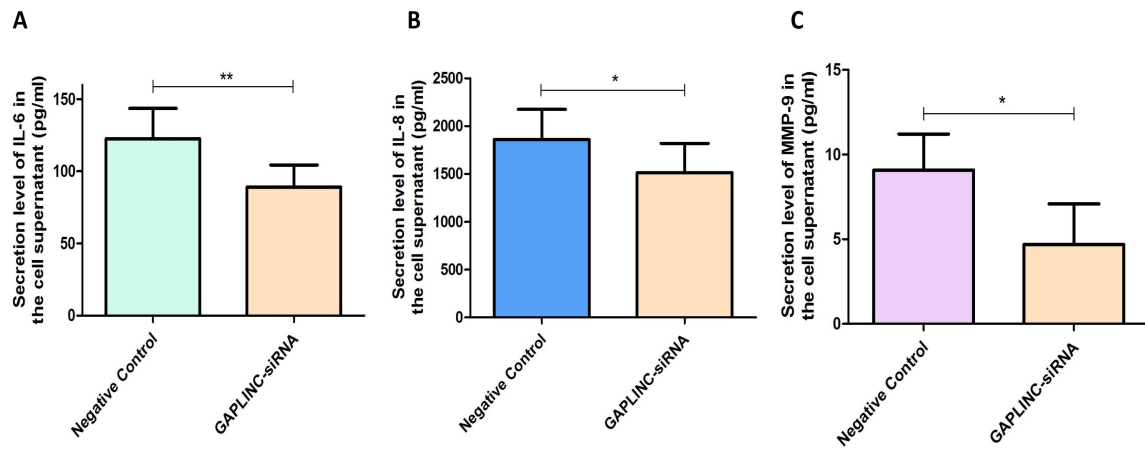 A
Secretion level of IL-6 in
the cell supernatant (pg/ml)
150
100
50
0
**
Negative Control
GAPLINC-siRNA
B
Secretion level of IL-8 in
the cell supernatant (pg/ml)
2500
2000
1500
1000
500
0
*
Negative Control
GAPLINC-siRNA
C
Secretion level of MMP-9 in
the cell supernatant (pg/ml)
15
10
5
0
*
Negative Control
GAPLINC-siRNA